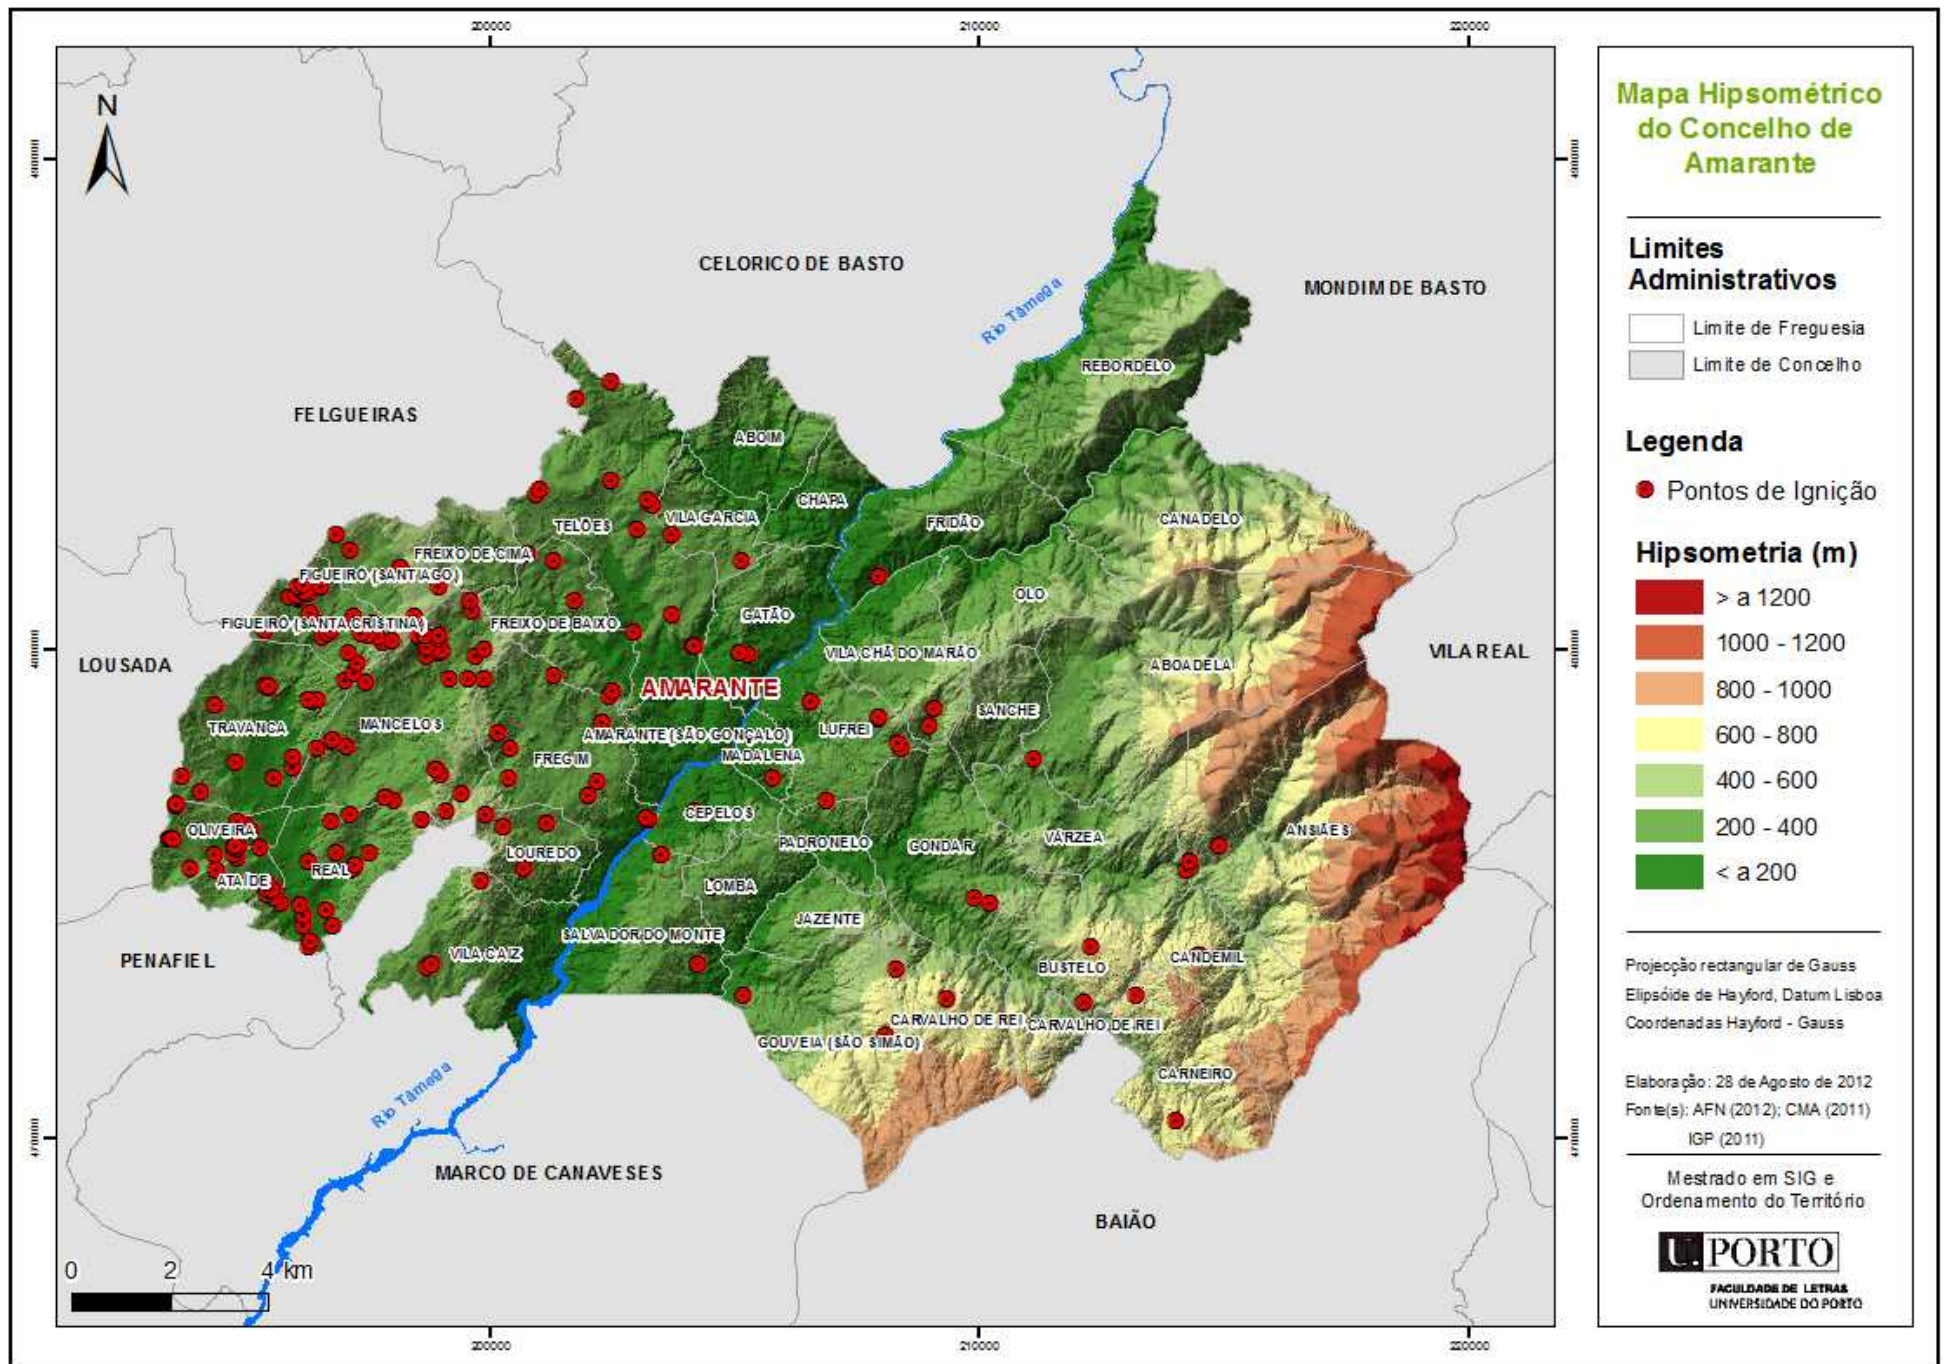 200000
210000
220000
N
CELORICO DE BASTO
MONDIM DE BASTO
Rio Tâmega
REBORDELO
FELGUEIRAS
ABOIM
CHAPA
TELÕES
VILA GARCIA
FRIDÃO
CANADELO
FREIXO DE CIMA
FIGUEIRÓ (SANTIAGO)
OLO
GATÃO
FIGUEIRÓ (SANTA CRISTINA)
FREIXO DE BAIXO
LOUSADA
VILA CHÃ DO MARÃO
ABOADELA
VILA REAL
AMARANTE
TRAVANCA
MANCELOS
SANCHE
AMARANTE (SÃO GONÇALO)
LUFREI
FREGIM
MADALENA
CEPELOS
OLIVEIRA
PADRONELO
GONDAR
VÁRZEA
ANSIÃES
LOUREDO
REAL
ATAÍDE
LOMBA
JAZENTE
SALVADOR DO MONTE
VILA CAIZ
PENAFIEL
BUSTELO
CANDEMIL
CARVALHO DE REI
CARVALHO DE REI
GOUVEIA (SÃO SIMÃO)
CARNEIRO
Rio Tâmega
MARCO DE CANAVESES
BAIÃO
0 2 4 km
200000
210000
220000
Mapa Hipsométrico
do Concelho de
Amarante
Limites
Administrativos
Limite de Freguesia
Limite de Concelho
Legenda
Pontos de Ignição
Hipsometria (m)
> a 1200
1000 - 1200
800 - 1000
600 - 800
400 - 600
200 - 400
< a 200
Projecção rectangular de Gauss
Elipsóide de Hayford, Datum Lisboa
Coordenadas Hayford - Gauss
Elaboração: 28 de Agosto de 2012
Fonte(s): AFN (2012); CMA (2011)
IGP (2011)
Mestrado em SIG e
Ordenamento do Território
U. PORTO
FACULDADE DE LETRAS
UNIVERSIDADE DO PORTO